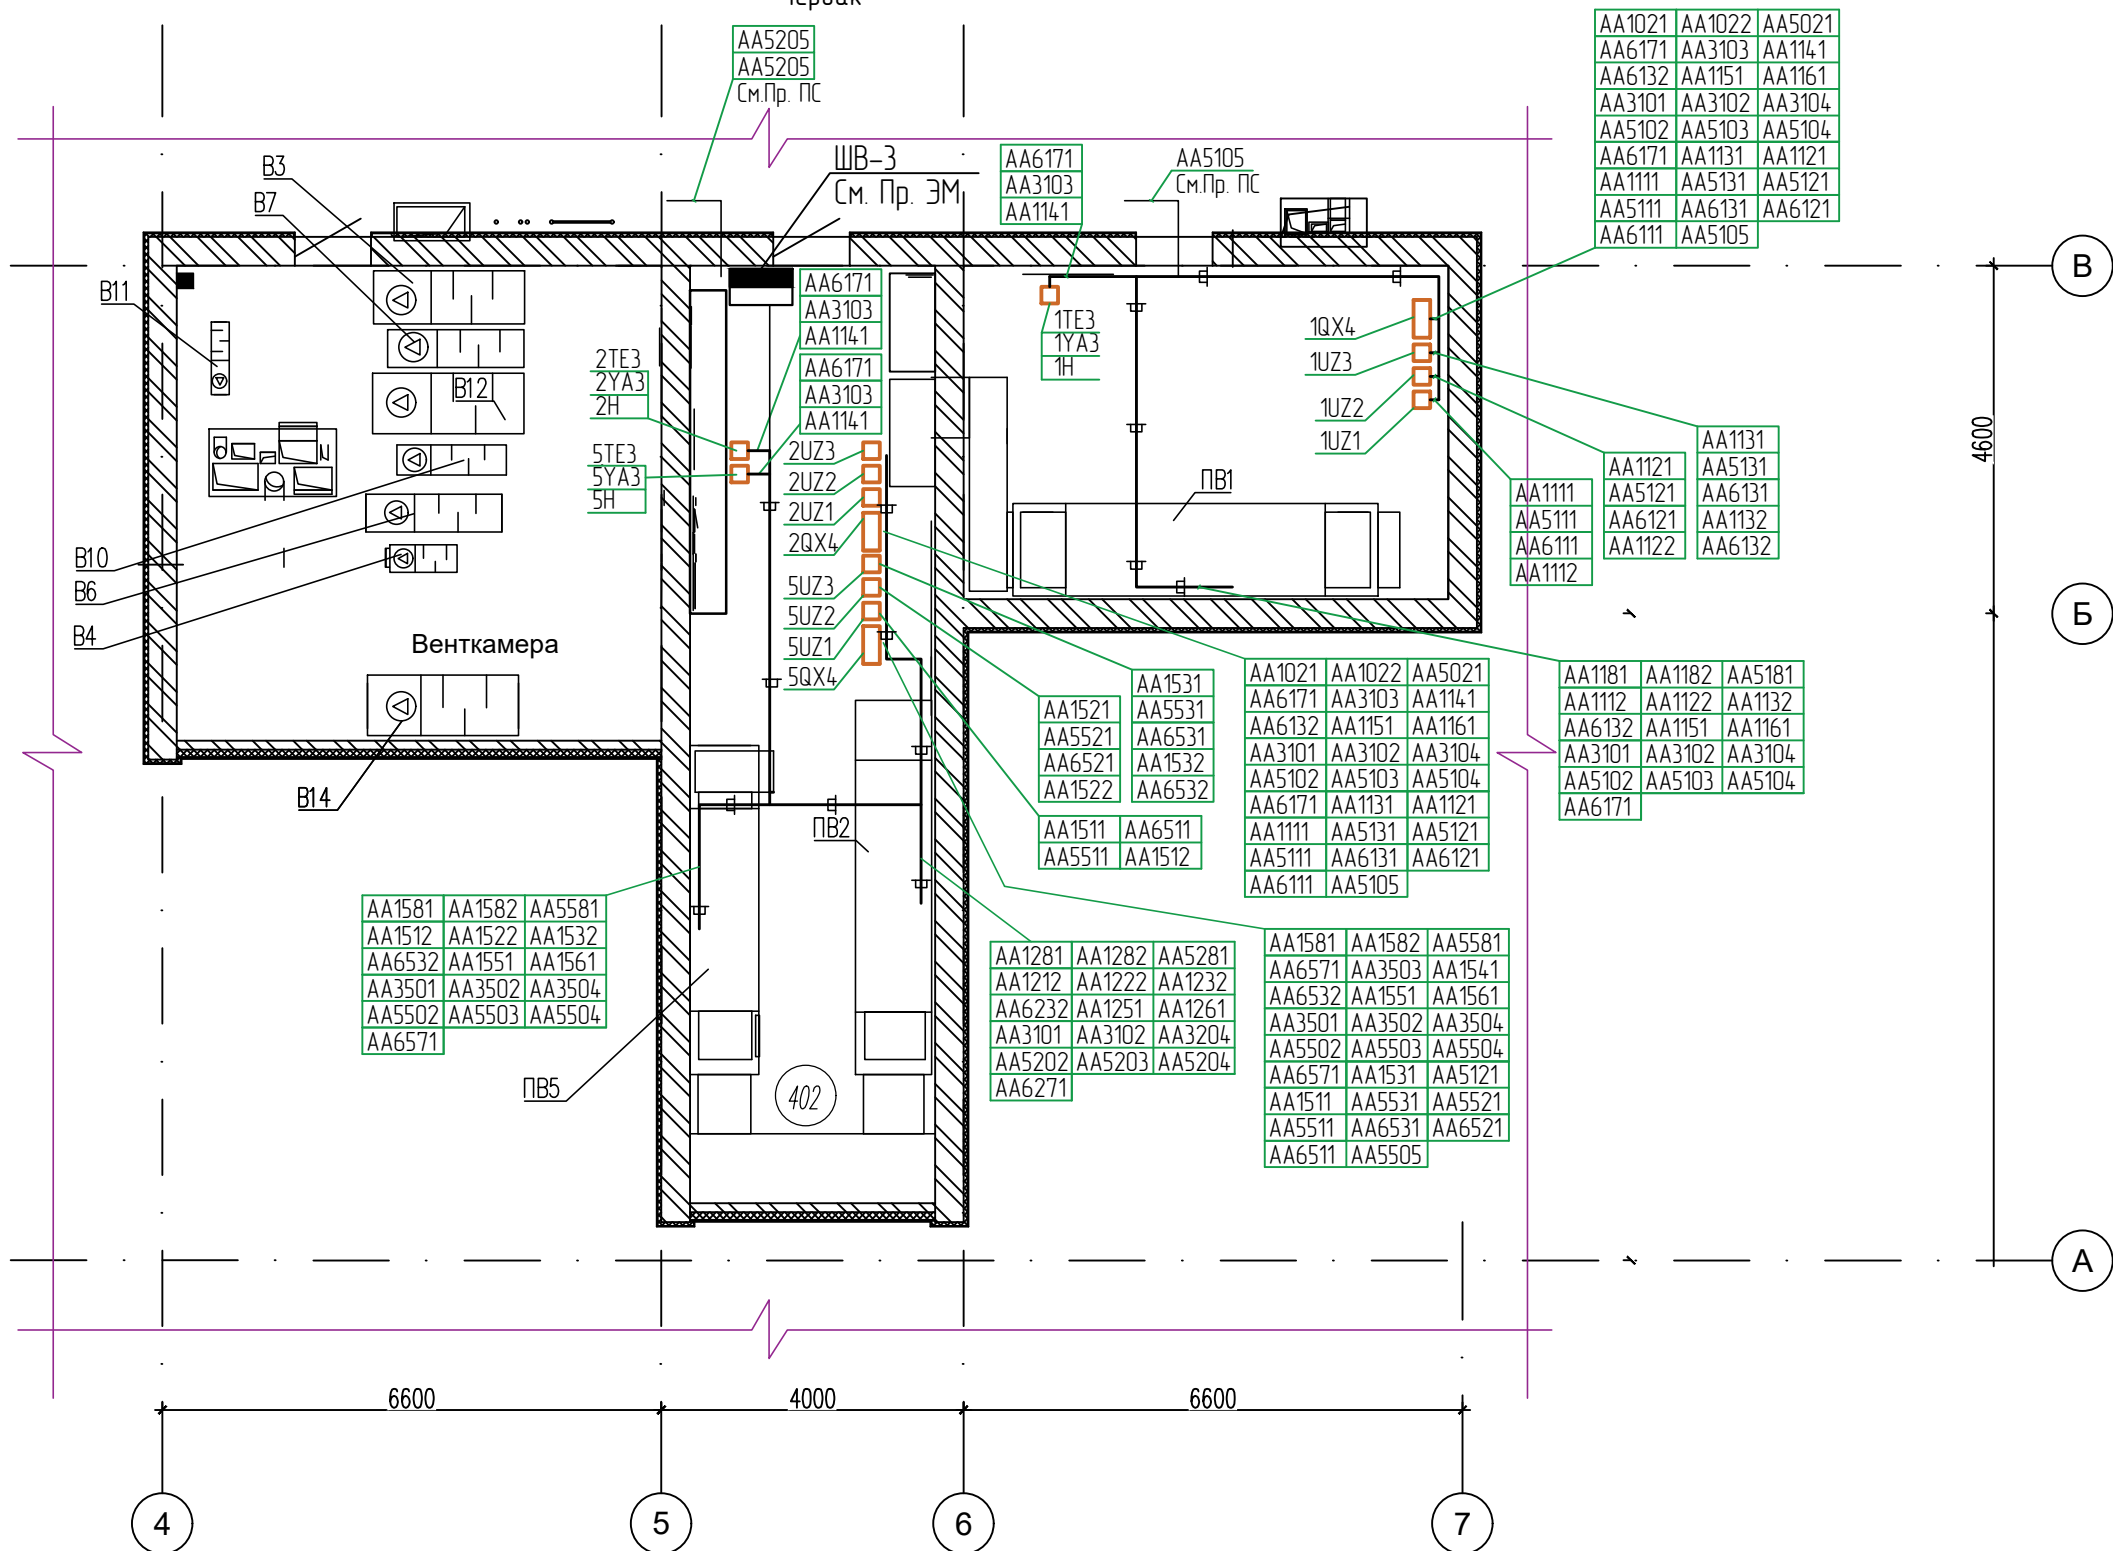 AA5205
AA5205
См.Пр. ПС
ШВ-3
См. Пр. ЭМ
AA6171
AA3103
AA1141
AA5105
См.Пр. ПС
AA1021 AA1022 AA5021
AA6171 AA3103 AA1141
AA6132 AA1151 AA1161
AA3101 AA3102 AA3104
AA5102 AA5103 AA5104
AA6171 AA1131 AA1121
AA1111 AA5131 AA5121
AA5111 AA6131 AA6121
AA6111 AA5105
В3
В7
В11
В12
В10
В6
В4
Венткамера
В14
AA6171
AA3103
AA1141
AA6171
AA3103
AA1141
2TE3
2YA3
2H
5TE3
5YA3
5H
2UZ3
2UZ2
2UZ1
2QX4
5UZ3
5UZ2
5UZ1
5QX4
1TE3
1YA3
1H
1QX4
1UZ3
1UZ2
1UZ1
ПВ1
AA1111
AA5111
AA6111
AA1112
AA1121
AA5121
AA6121
AA1122
AA1131
AA5131
AA6131
AA1132
AA6132
AA1521
AA5521
AA6521
AA1522
AA1531
AA5531
AA6531
AA1532
AA6532
AA1511 AA6511
AA5511 AA1512
AA1021 AA1022 AA5021
AA6171 AA3103 AA1141
AA6132 AA1151 AA1161
AA3101 AA3102 AA3104
AA5102 AA5103 AA5104
AA6171 AA1131 AA1121
AA1111 AA5131 AA5121
AA5111 AA6131 AA6121
AA6111 AA5105
AA1181 AA1182 AA5181
AA1112 AA1122 AA1132
AA6132 AA1151 AA1161
AA3101 AA3102 AA3104
AA5102 AA5103 AA5104
AA6171
ПВ2
AA1581 AA1582 AA5581
AA1512 AA1522 AA1532
AA6532 AA1551 AA1561
AA3501 AA3502 AA3504
AA5502 AA5503 AA5504
AA6571
ПВ5
402
AA1281 AA1282 AA5281
AA1212 AA1222 AA1232
AA6232 AA1251 AA1261
AA3101 AA3102 AA3204
AA5202 AA5203 AA5204
AA6271
AA1581 AA1582 AA5581
AA6571 AA3503 AA1541
AA6532 AA1551 AA1561
AA3501 AA3502 AA3504
AA5502 AA5503 AA5504
AA6571 AA1531 AA5121
AA1511 AA5531 AA5521
AA5511 AA6531 AA6521
AA6511 AA5505
В
4600
Б
А
6600
4000
6600
4
5
6
7